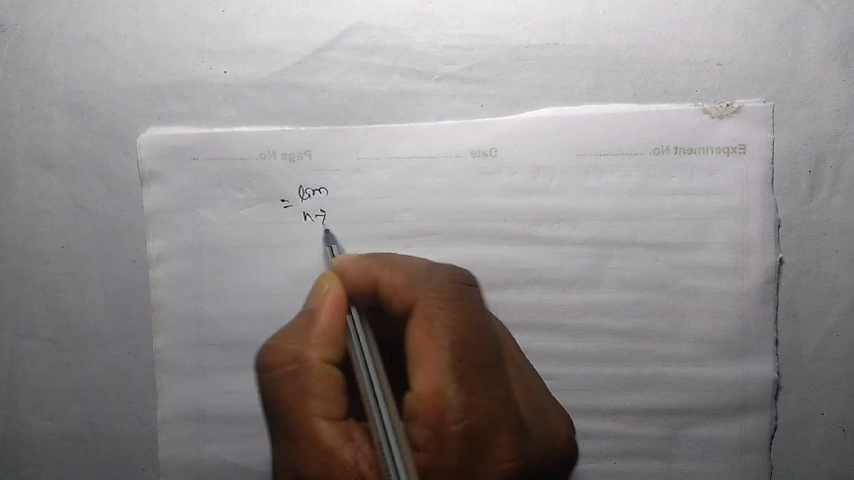 Experiment No. Date Page No.
= lim
n→